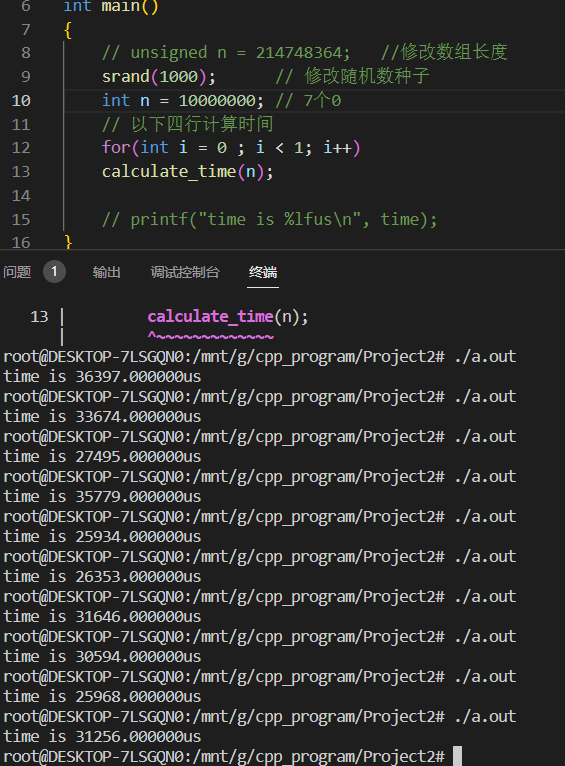 6 int main()
7 {
8 // unsigned n = 214748364; //修改数组长度
9 srand(1000); // 修改随机数种子
10 int n = 10000000; // 7个0
11 // 以下四行计算时间
12 for(int i = 0 ; i < 1; i++)
13 calculate_time(n);
14
15 // printf("time is %lfus\n", time);
16 }
问题 1 输出 调试控制台 终端
13 | calculate_time(n);
| ^~~~~~~~~~~~~~
root@DESKTOP-7LSGQN0:/mnt/g/cpp_program/Project2# ./a.out
time is 36397.000000us
root@DESKTOP-7LSGQN0:/mnt/g/cpp_program/Project2# ./a.out
time is 33674.000000us
root@DESKTOP-7LSGQN0:/mnt/g/cpp_program/Project2# ./a.out
time is 27495.000000us
root@DESKTOP-7LSGQN0:/mnt/g/cpp_program/Project2# ./a.out
time is 35779.000000us
root@DESKTOP-7LSGQN0:/mnt/g/cpp_program/Project2# ./a.out
time is 25934.000000us
root@DESKTOP-7LSGQN0:/mnt/g/cpp_program/Project2# ./a.out
time is 26353.000000us
root@DESKTOP-7LSGQN0:/mnt/g/cpp_program/Project2# ./a.out
time is 31646.000000us
root@DESKTOP-7LSGQN0:/mnt/g/cpp_program/Project2# ./a.out
time is 30594.000000us
root@DESKTOP-7LSGQN0:/mnt/g/cpp_program/Project2# ./a.out
time is 25968.000000us
root@DESKTOP-7LSGQN0:/mnt/g/cpp_program/Project2# ./a.out
time is 31256.000000us
root@DESKTOP-7LSGQN0:/mnt/g/cpp_program/Project2#